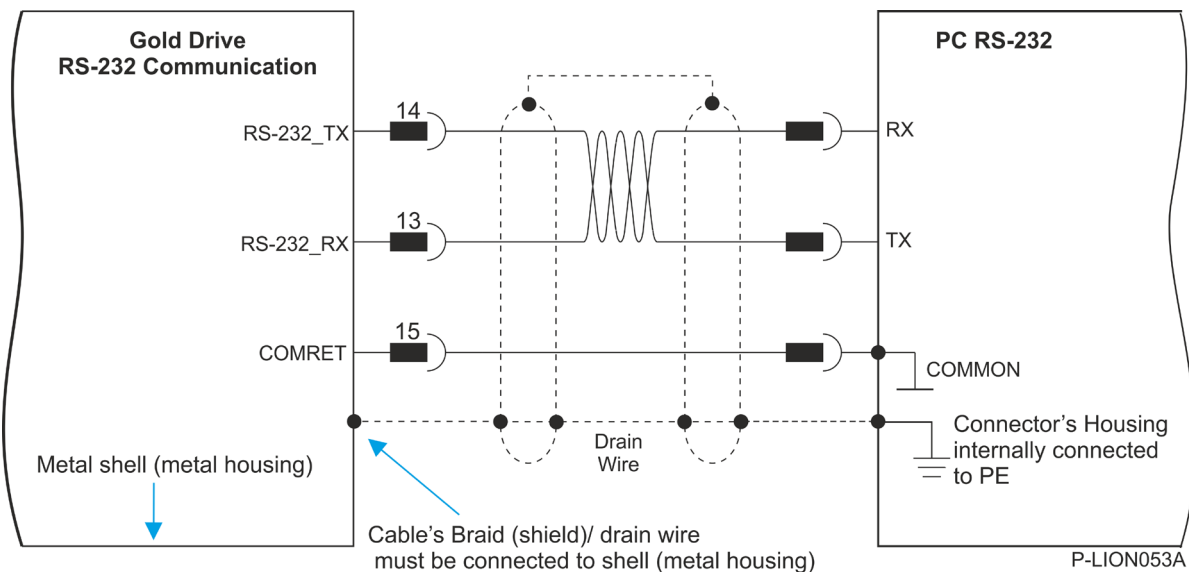 Gold Drive
RS-232 Communication
PC RS-232
14
RS-232_TX
RX
13
RS-232_RX
TX
15
COMRET
COMMON
Drain
Wire
Connector's Housing
internally connected
to PE
Metal shell (metal housing)
Cable's Braid (shield)/ drain wire
must be connected to shell (metal housing)
P-LION053A